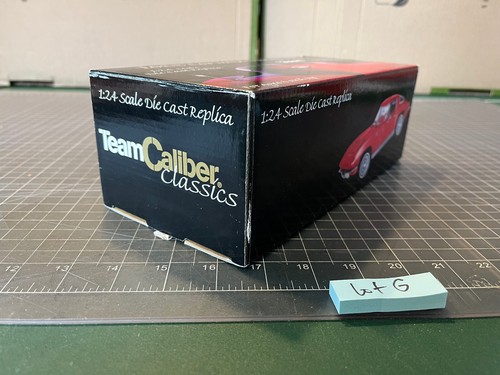 1:24 Scale Die Cast Replica
TeamCaliber.
Classics
1:24 Scale Die Cast Replica
12 13 14 15 16 17 18 19 20 21 22
Lot G